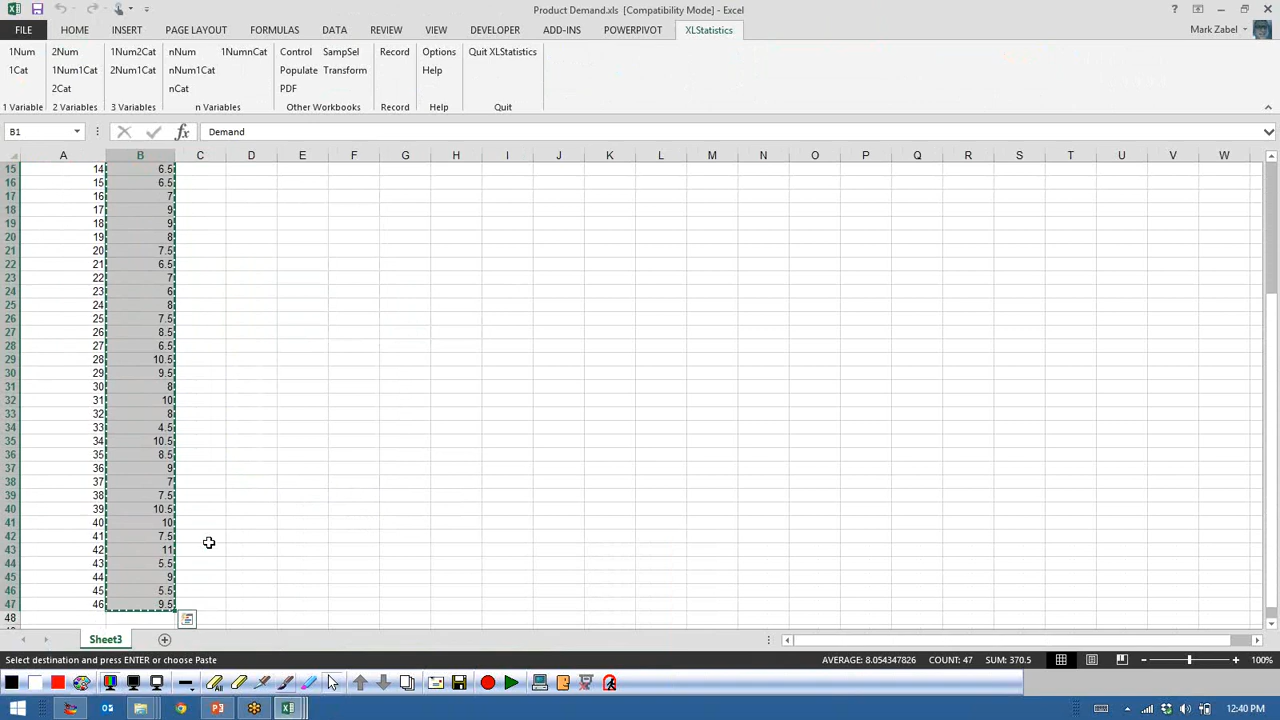 Product Demand.xls [Compatibility Mode] - Excel
FILE HOME INSERT PAGE LAYOUT FORMULAS DATA REVIEW VIEW DEVELOPER ADD-INS POWERPIVOT XLStatistics Mark Zabel
1Num 2Num 1Num2Cat nNum 1NumnCat Control SampSel Record Options Quit XLStatistics
1Cat 1Num1Cat 2Num1Cat nNum1Cat Populate Transform Help
2Cat nCat PDF
1 Variable 2 Variables 3 Variables n Variables Other Workbooks Record Help Quit
B1 fx Demand
A B C D E F G H I J K L M N O P Q R S T U V W
15 14 6.5
16 15 6.5
17 16 7
18 17 9
19 18 9
20 19 8
21 20 7.5
22 21 6.5
23 22 7
24 23 6
25 24 8
26 25 7.5
27 26 8.5
28 27 6.5
29 28 10.5
30 29 9.5
31 30 8
32 31 10
33 32 8
34 33 4.5
35 34 10.5
36 35 8.5
37 36 9
38 37 7
39 38 7.5
40 39 10.5
41 40 10
42 41 7.5
43 42 11
44 43 5.5
45 44 9
46 45 5.5
47 46 9.5
48
Sheet3
Select destination and press ENTER or choose Paste AVERAGE: 8.054347826 COUNT: 47 SUM: 370.5 100%
12:40 PM